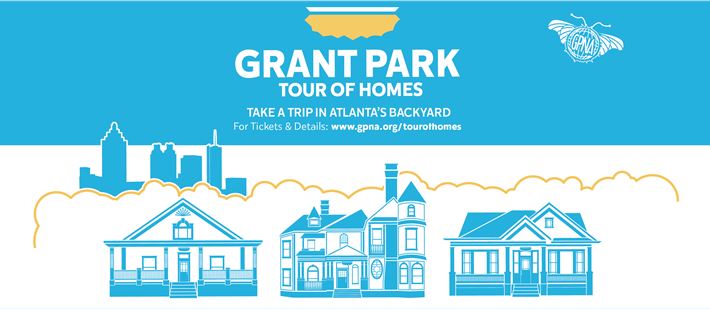 GPNA
GRANT PARK
TOUR OF HOMES
TAKE A TRIP IN ATLANTA'S BACKYARD
For Tickets & Details: www.gpna.org/tourofhomes